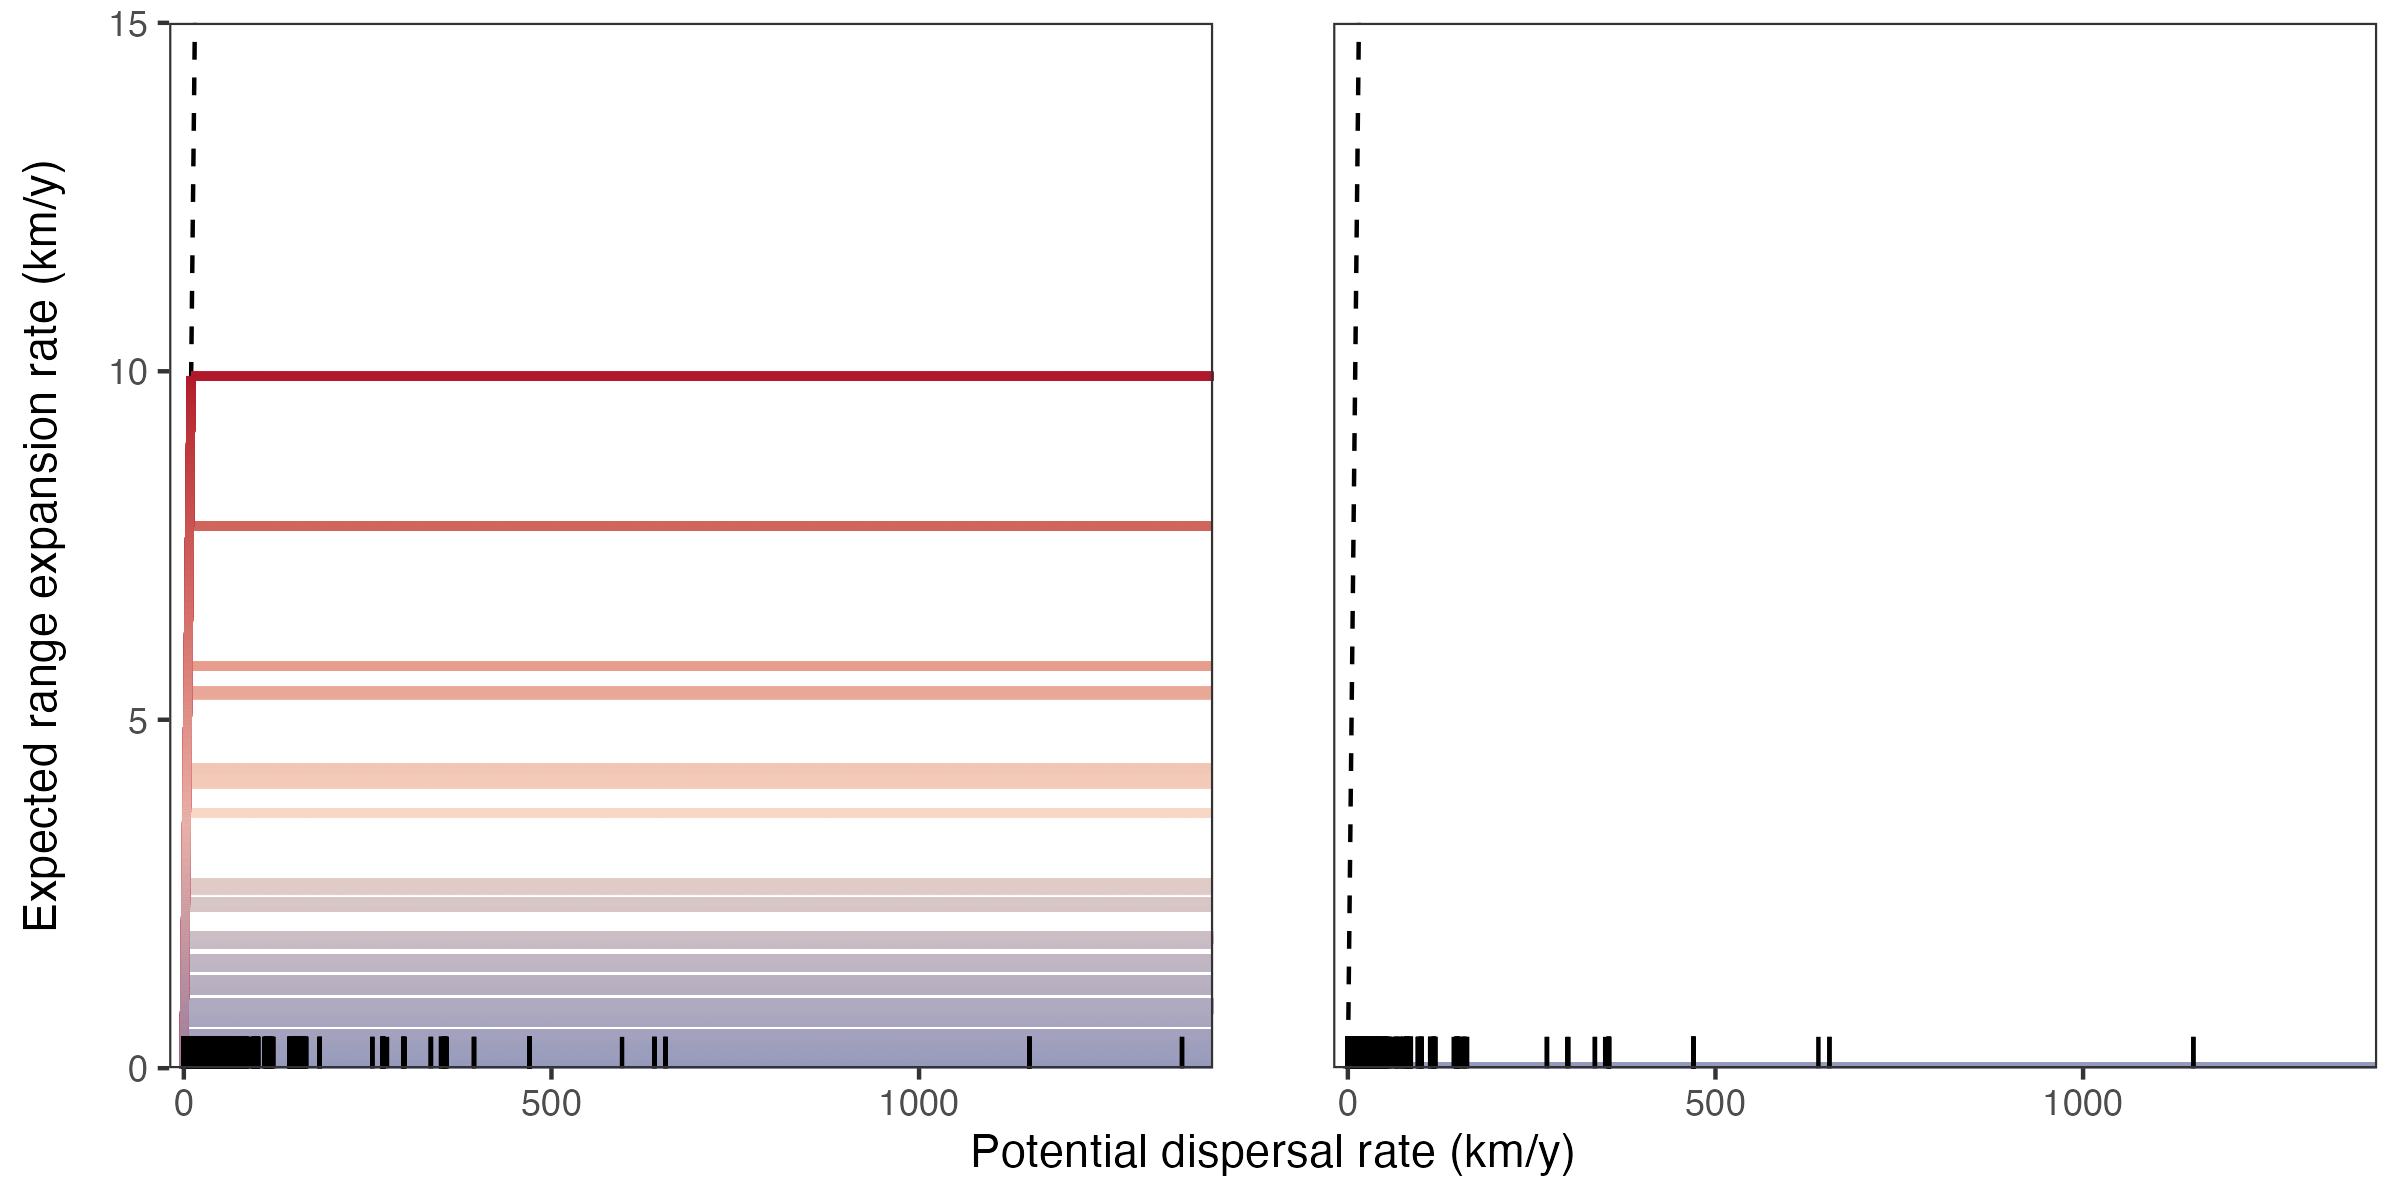 Expected range expansion rate (km/y)
15
10
5
0
0 500 1000
0 500 1000
Potential dispersal rate (km/y)